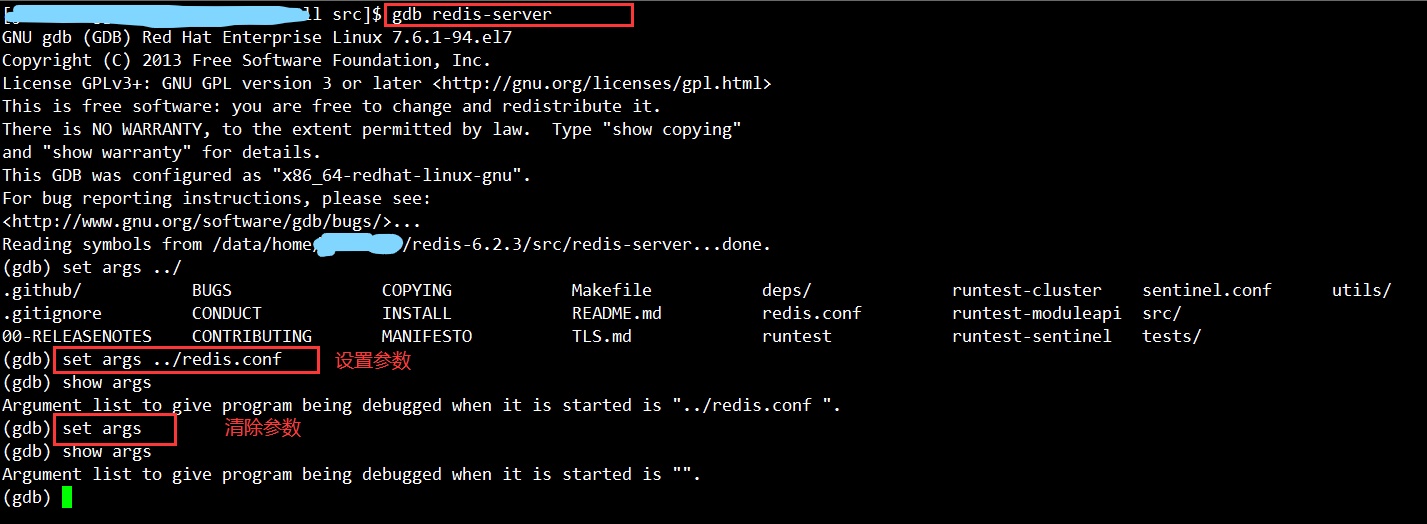 [ ll src]$ gdb redis-server
GNU gdb (GDB) Red Hat Enterprise Linux 7.6.1-94.el7
Copyright (C) 2013 Free Software Foundation, Inc.
License GPLv3+: GNU GPL version 3 or later <http://gnu.org/licenses/gpl.html>
This is free software: you are free to change and redistribute it.
There is NO WARRANTY, to the extent permitted by law.  Type "show copying"
and "show warranty" for details.
This GDB was configured as "x86_64-redhat-linux-gnu".
For bug reporting instructions, please see:
<http://www.gnu.org/software/gdb/bugs/>...
Reading symbols from /data/home/ /redis-6.2.3/src/redis-server...done.
(gdb) set args ../
.github/ BUGS COPYING Makefile deps/ runtest-cluster sentinel.conf utils/
.gitignore CONDUCT INSTALL README.md redis.conf runtest-moduleapi src/
00-RELEASENOTES CONTRIBUTING MANIFESTO TLS.md runtest runtest-sentinel tests/
(gdb) set args ../redis.conf 设置参数
(gdb) show args
Argument list to give program being debugged when it is started is "../redis.conf ".
(gdb) set args 清除参数
(gdb) show args
Argument list to give program being debugged when it is started is "".
(gdb)